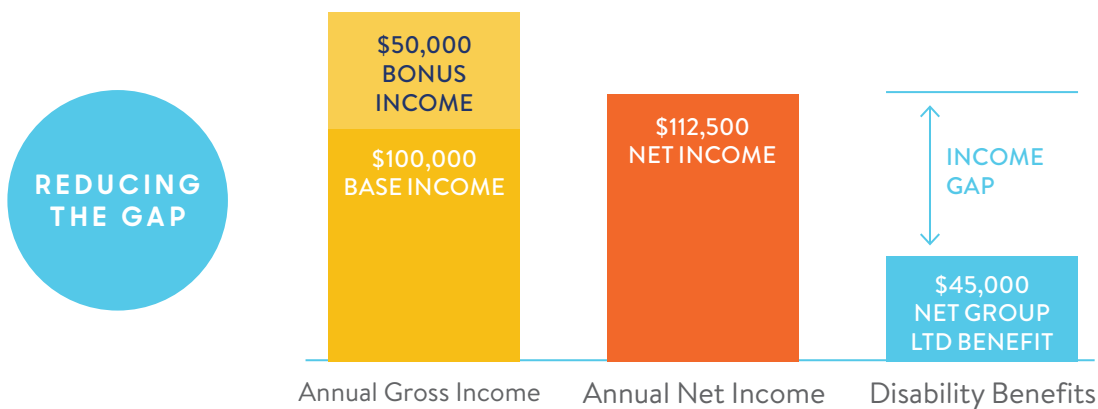 REDUCING
THE GAP
$50,000
BONUS
INCOME
$100,000
BASE INCOME
$112,500
NET INCOME
INCOME
GAP
$45,000
NET GROUP
LTD BENEFIT
Annual Gross Income
Annual Net Income
Disability Benefits